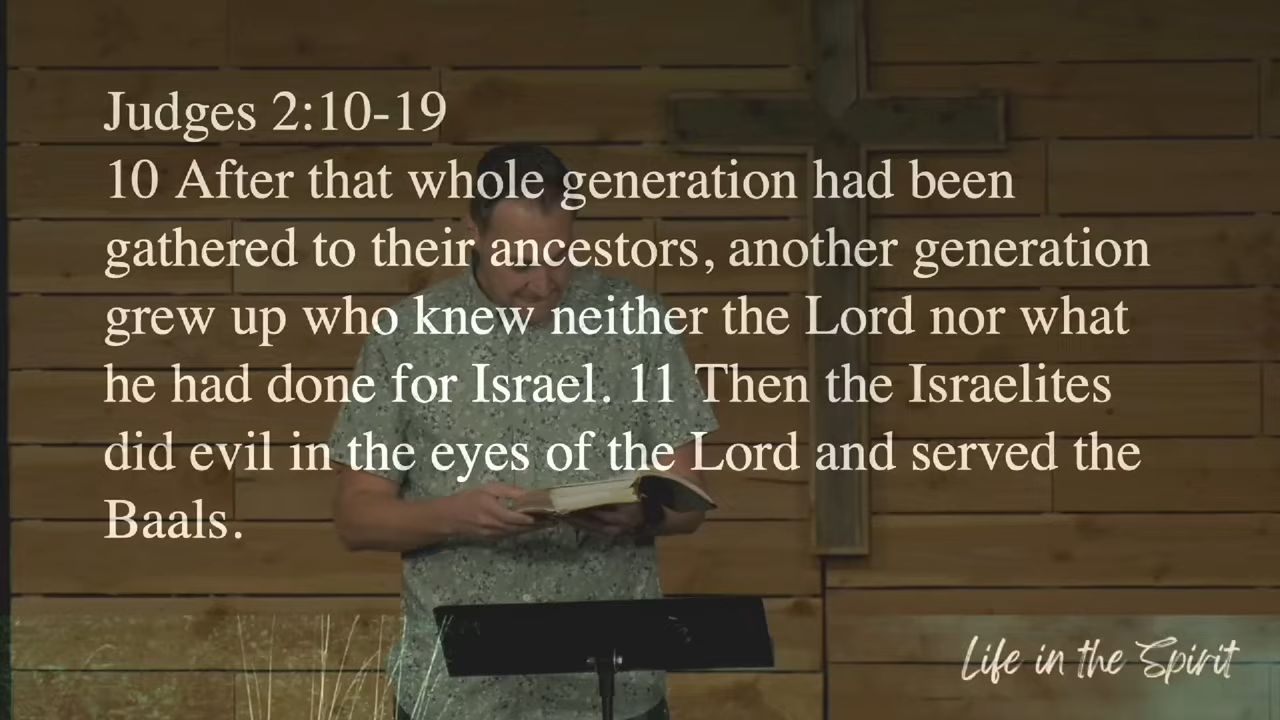 Judges 2:10-19
10 After that whole generation had been
gathered to their ancestors, another generation
grew up who knew neither the Lord nor what
he had done for Israel. 11 Then the Israelites
did evil in the eyes of the Lord and served the
Baals.
Life in the Spirit